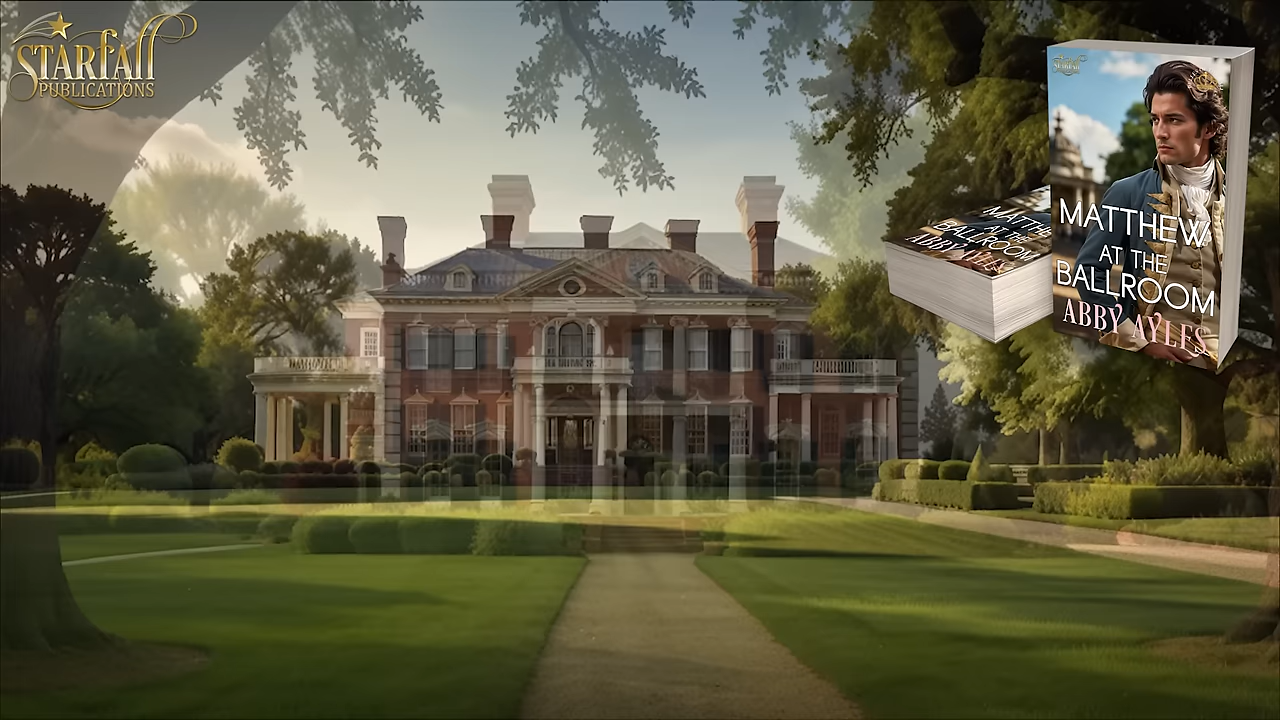 STARFALL
PUBLICATIONS
MATTHEW
AT THE
BALLROOM
ABBY AYLES
MATTHEW
AT THE
BALLROOM
ABBY AYLES